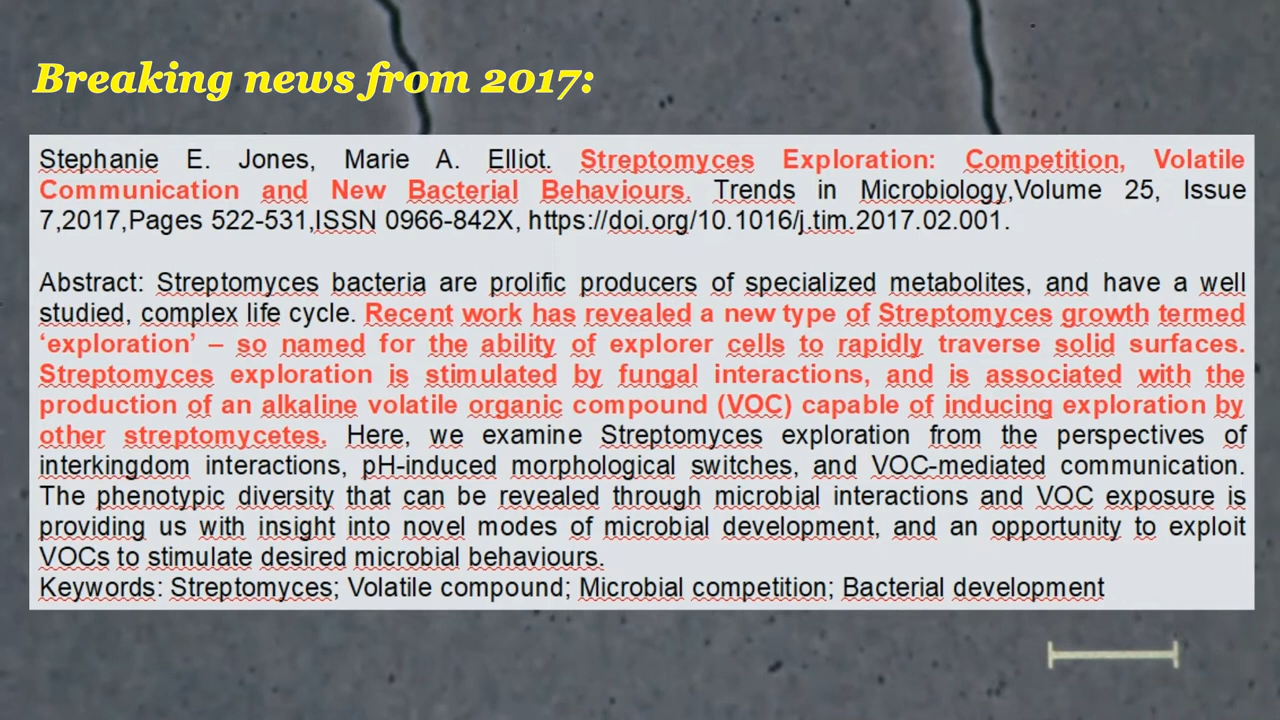 Breaking news from 2017:
Stephanie E. Jones, Marie A. Elliot. Streptomyces Exploration: Competition, Volatile
Communication and New Bacterial Behaviours. Trends in Microbiology,Volume 25, Issue
7,2017,Pages 522-531,ISSN 0966-842X, https://doi.org/10.1016/j.tim.2017.02.001.
Abstract: Streptomyces bacteria are prolific producers of specialized metabolites, and have a well
studied, complex life cycle. Recent work has revealed a new type of Streptomyces growth termed
‘exploration’ – so named for the ability of explorer cells to rapidly traverse solid surfaces.
Streptomyces exploration is stimulated by fungal interactions, and is associated with the
production of an alkaline volatile organic compound (VOC) capable of inducing exploration by
other streptomycetes. Here, we examine Streptomyces exploration from the perspectives of
interkingdom interactions, pH-induced morphological switches, and VOC-mediated communication.
The phenotypic diversity that can be revealed through microbial interactions and VOC exposure is
providing us with insight into novel modes of microbial development, and an opportunity to exploit
VOCs to stimulate desired microbial behaviours.
Keywords: Streptomyces; Volatile compound; Microbial competition; Bacterial development